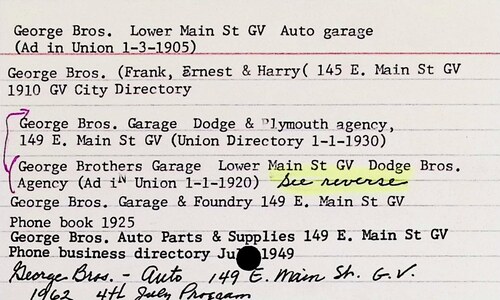 George Bros. Lower Main St GV Auto garage
(Ad in Union 1-3-1905)
George Bros. (Frank, Ernest & Harry( 145 E. Main St GV
1910 GV City Directory
George Bros. Garage Dodge & Plymouth agency,
149 E. Main St GV (Union Directory 1-1-1930)
George Brothers Garage Lower Main St GV Dodge Bros.
Agency (Ad in Union 1-1-1920) See reverse
George Bros. Garage & Foundry 149 E. Main St GV
Phone book 1925
George Bros. Auto Parts & Supplies 149 E. Main St GV
Phone business directory 1949
George Bros. - Auto 149 E. Main St. G.V.
1962 4th July Program